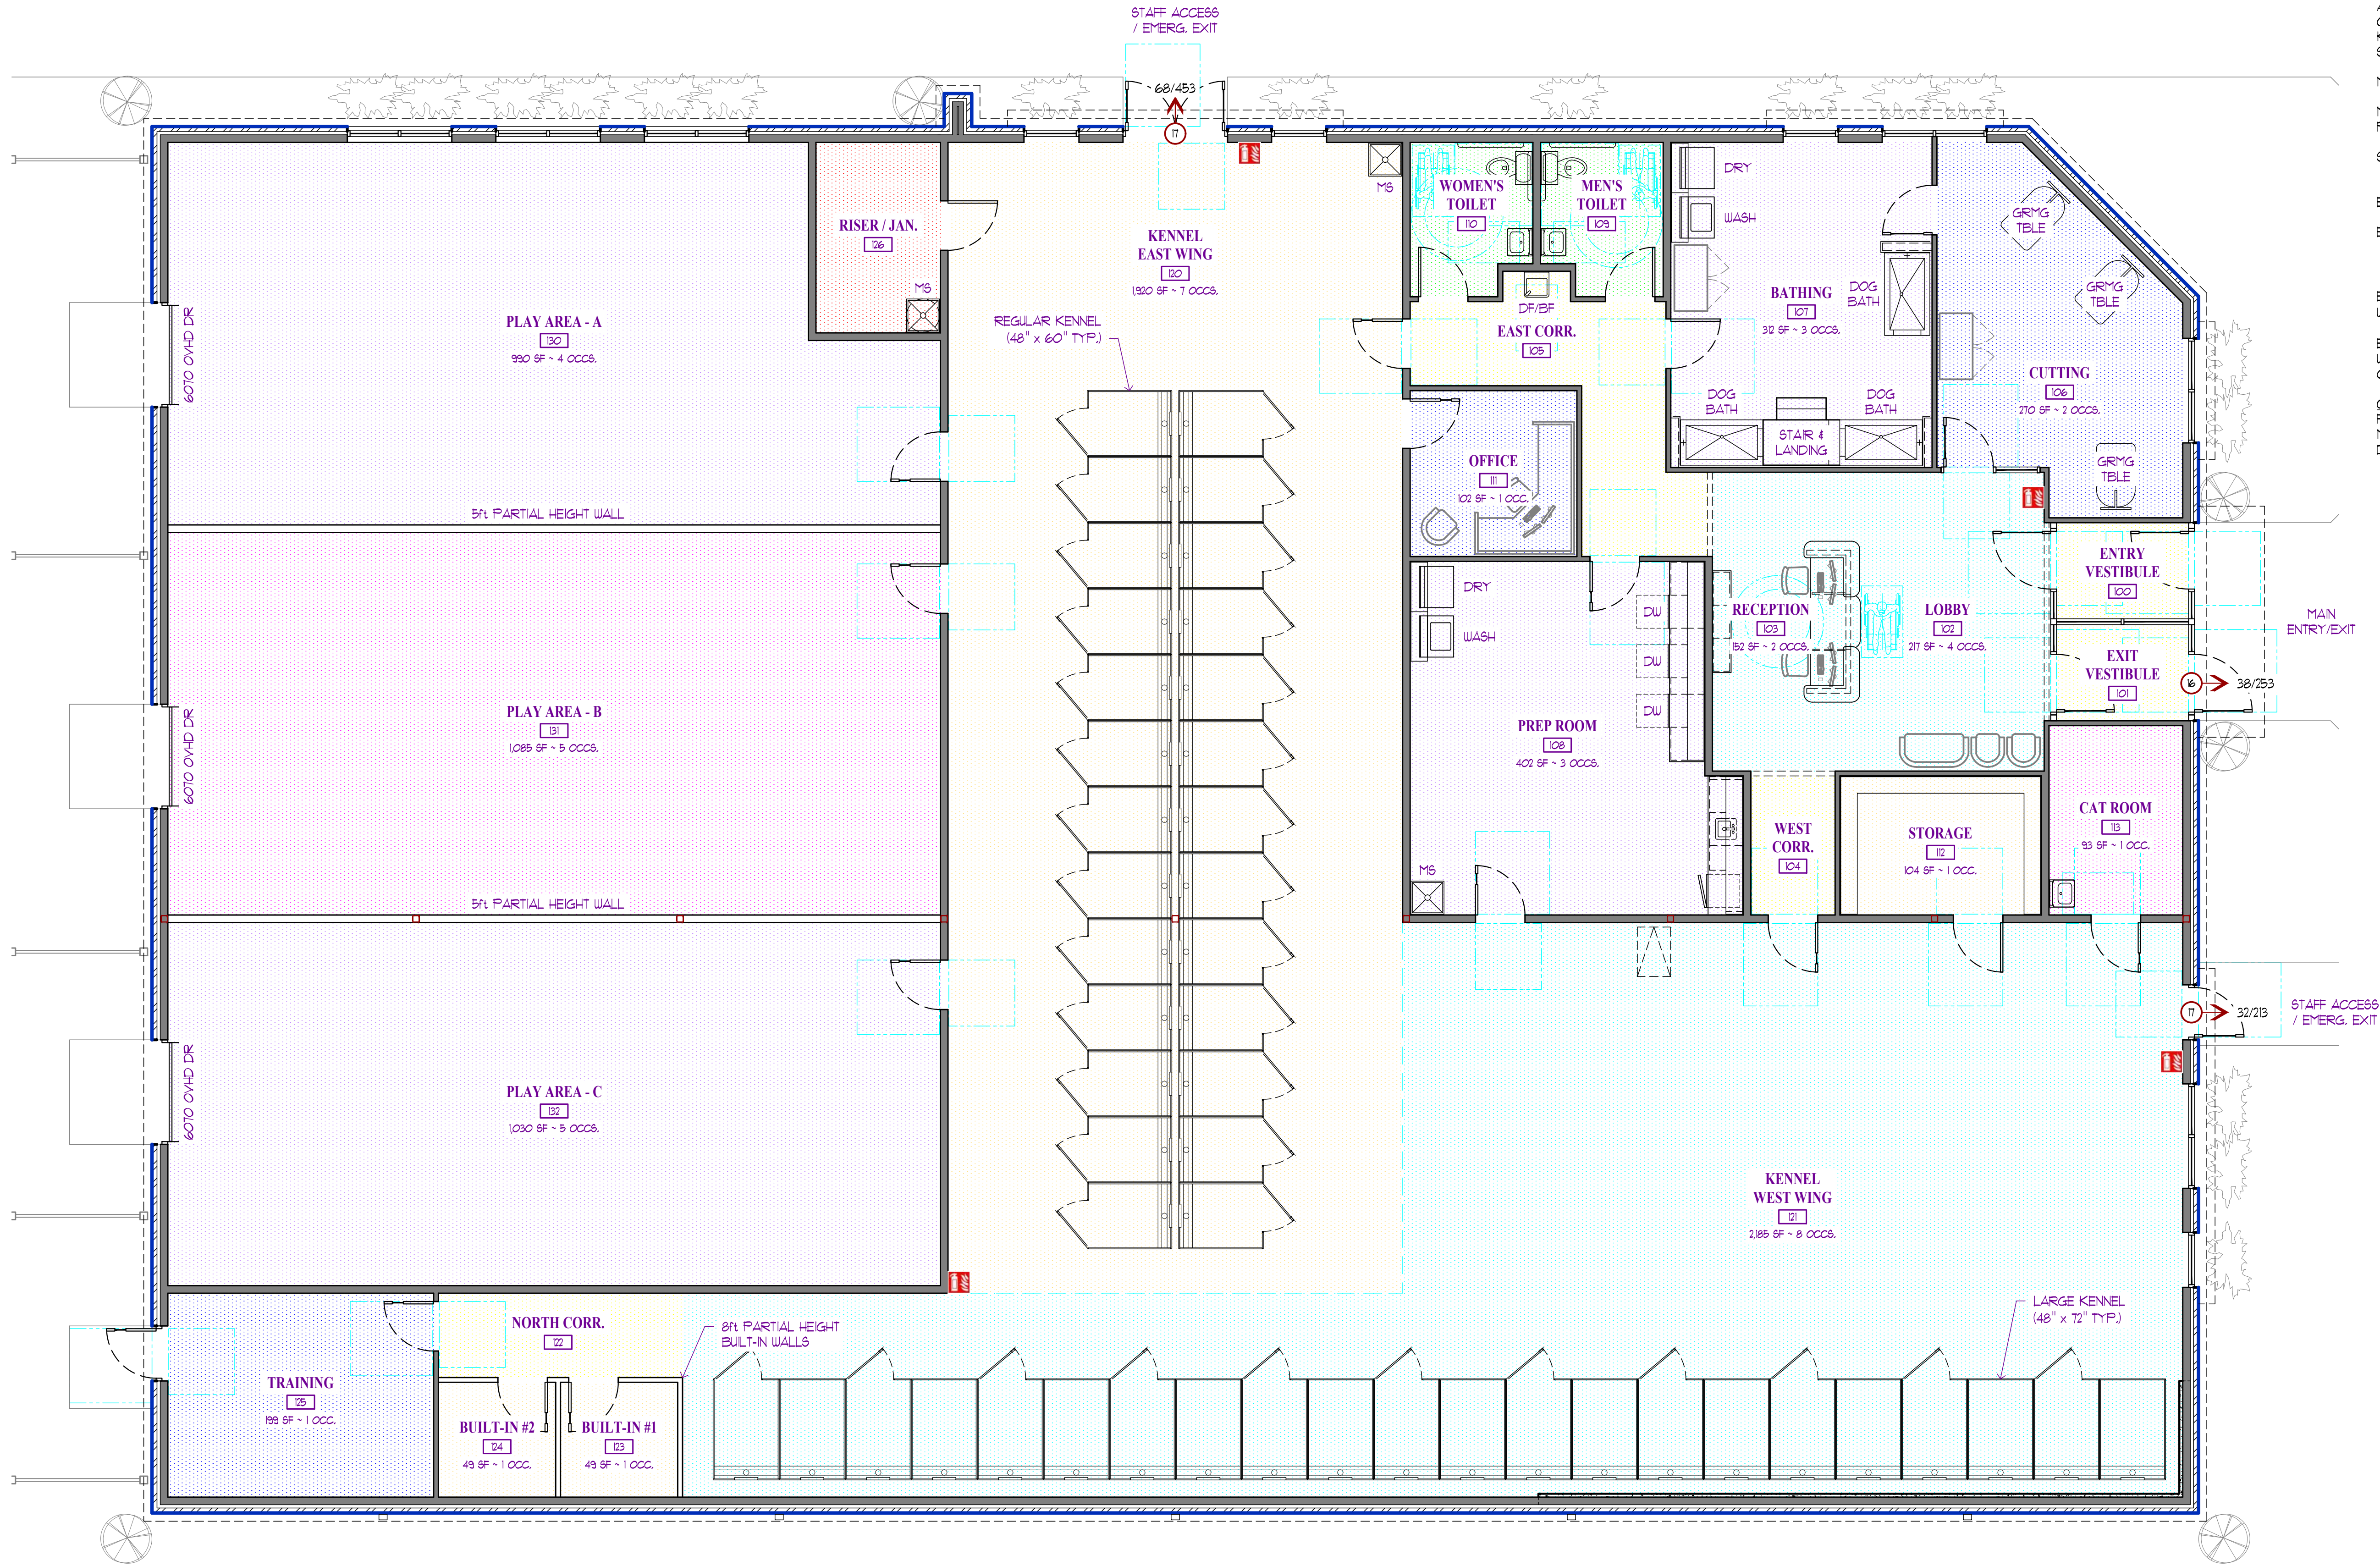 STAFF ACCESS
/ EMERG. EXIT
68/453
17
RISER / JAN.
126
MS
KENNEL
EAST WING
120
1,920 SF ~ 7 OCCS.
MS
WOMEN'S
TOILET
110
MEN'S
TOILET
109
DF/BF
EAST CORR.
105
DRY
WASH
BATHING
107
312 SF ~ 3 OCCS.
DOG
BATH
DOG
BATH
DOG
BATH
STAIR &
LANDING
GRMG
TBLE
GRMG
TBLE
CUTTING
106
270 SF ~ 2 OCCS.
GRMG
TBLE
6070 OVHD DR
PLAY AREA - A
130
990 SF ~ 4 OCCS.
5ft PARTIAL HEIGHT WALL
REGULAR KENNEL
(48" x 60" TYP.)
OFFICE
111
102 SF ~ 1 OCC.
6070 OVHD DR
PLAY AREA - B
131
1,085 SF ~ 5 OCCS.
5ft PARTIAL HEIGHT WALL
DRY
WASH
DW
DW
DW
PREP ROOM
108
402 SF ~ 3 OCCS.
MS
RECEPTION
103
152 SF ~ 2 OCCS.
LOBBY
102
217 SF ~ 4 OCCS.
ENTRY
VESTIBULE
100
EXIT
VESTIBULE
101
16
38/253
MAIN
ENTRY/EXIT
WEST
CORR.
104
STORAGE
112
104 SF ~ 1 OCC.
CAT ROOM
113
93 SF ~ 1 OCC.
17
32/213
STAFF ACCESS
/ EMERG. EXIT
6070 OVHD DR
PLAY AREA - C
132
1,030 SF ~ 5 OCCS.
KENNEL
WEST WING
121
2,185 SF ~ 8 OCCS.
LARGE KENNEL
(48" x 72" TYP.)
NORTH CORR.
122
8ft PARTIAL HEIGHT
BUILT-IN WALLS
TRAINING
125
199 SF ~ 1 OCC.
BUILT-IN #2
124
49 SF ~ 1 OCC.
BUILT-IN #1
123
49 SF ~ 1 OCC.